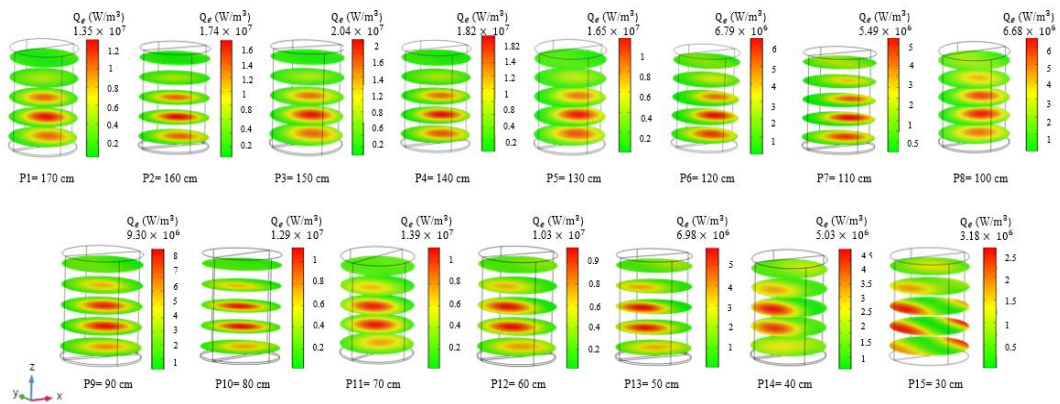 Qₑ (W/m³) Qₑ (W/m³) Qₑ (W/m³) Qₑ (W/m³) Qₑ (W/m³) Qₑ (W/m³) Qₑ (W/m³) Qₑ (W/m³)
1.35 × 10⁷ 1.74 × 10⁷ 2.04 × 10⁷ 1.82 × 10⁷ 1.65 × 10⁷ 6.79 × 10⁶ 5.49 × 10⁶ 6.68 × 10⁶
1.2 1 0.8 0.6 0.4 0.2
1.6 1.4 1.2 1 0.8 0.6 0.4 0.2
2 1.8 1.6 1.4 1.2 1 0.8 0.6 0.4 0.2
1.82 1.62 1.42 1.22 1.02 0.82 0.62 0.42 0.22
1 0.8 0.6 0.4 0.2
6 5 4 3 2 1
5 4 3 2 1 0.5
6 5 4 3 2 1
P1= 170 cm P2= 160 cm P3= 150 cm P4= 140 cm P5= 130 cm P6= 120 cm P7= 110 cm P8= 100 cm
Qₑ (W/m³) Qₑ (W/m³) Qₑ (W/m³) Qₑ (W/m³) Qₑ (W/m³) Qₑ (W/m³) Qₑ (W/m³)
9.30 × 10⁶ 1.29 × 10⁷ 1.39 × 10⁷ 1.03 × 10⁷ 6.98 × 10⁶ 5.03 × 10⁶ 3.18 × 10⁶
8 7 6 5 4 3 2 1
1 0.8 0.6 0.4 0.2
1 0.8 0.6 0.4 0.2
0.9 0.8 0.6 0.4 0.2
5 4 3 2 1
4.5 4 3.5 3 2.5 2 1.5 1
2.5 2 1.5 1 0.5
z
y x
P9= 90 cm P10= 80 cm P11= 70 cm P12= 60 cm P13= 50 cm P14= 40 cm P15= 30 cm